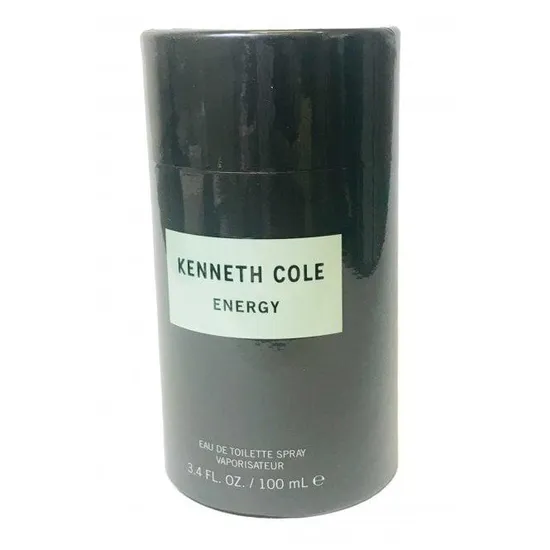 KENNETH COLE
ENERGY
EAU DE TOILETTE SPRAY
VAPORISATEUR
3.4 FL. OZ. / 100 mL ℮